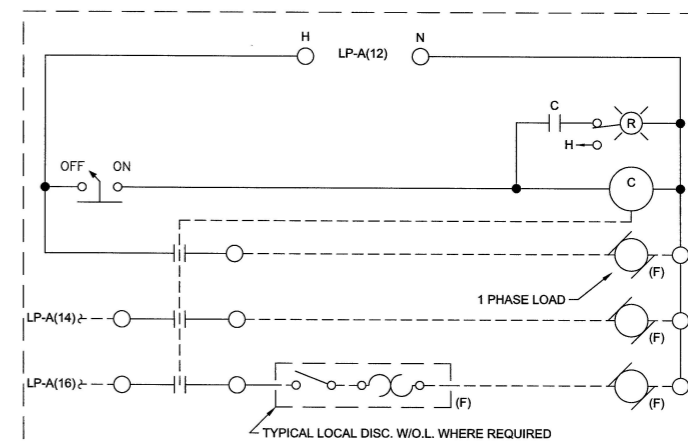 H
LP-A(12)
N
C
R
H
OFF
ON
C
(F)
1 PHASE LOAD
LP-A(14)
(F)
LP-A(16)
(F)
(F)
TYPICAL LOCAL DISC. W/O.L. WHERE REQUIRED